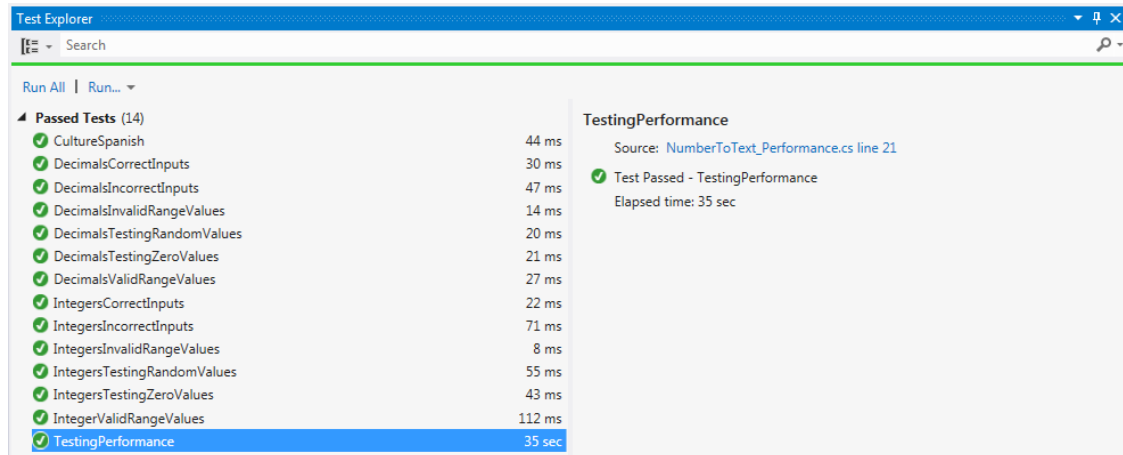 Test Explorer
Search
Run All | Run...
Passed Tests (14)
CultureSpanish 44 ms
DecimalsCorrectInputs 30 ms
DecimalsIncorrectInputs 47 ms
DecimalsInvalidRangeValues 14 ms
DecimalsTestingRandomValues 20 ms
DecimalsTestingZeroValues 21 ms
DecimalsValidRangeValues 27 ms
IntegersCorrectInputs 22 ms
IntegersIncorrectInputs 71 ms
IntegersInvalidRangeValues 8 ms
IntegersTestingRandomValues 55 ms
IntegersTestingZeroValues 43 ms
IntegerValidRangeValues 112 ms
TestingPerformance 35 sec
TestingPerformance
Source: NumberToText_Performance.cs line 21
Test Passed - TestingPerformance
Elapsed time: 35 sec